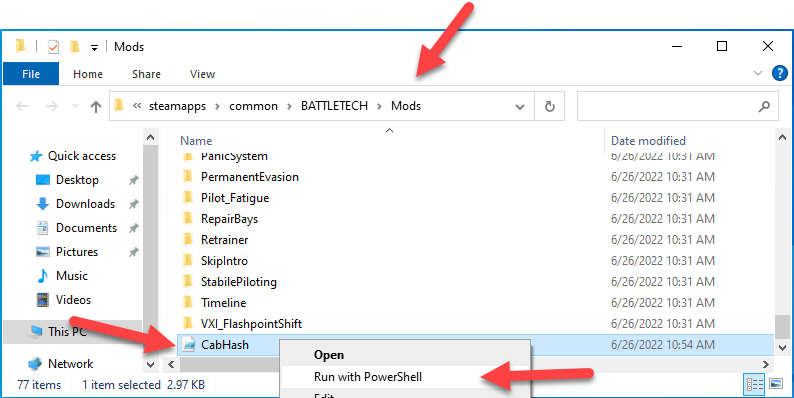 Mods
File Home Share View
« steamapps > common > BATTLETECH > Mods
Name Date modified
PanicSystem 6/26/2022 10:31 AM
Quick access PermanentEvasion 6/26/2022 10:31 AM
Desktop Pilot_Fatigue 6/26/2022 10:31 AM
Downloads RepairBays 6/26/2022 10:31 AM
Documents Retrainer 6/26/2022 10:31 AM
Pictures SkipIntro 6/26/2022 10:31 AM
Music StabilePiloting 6/26/2022 10:31 AM
Videos Timeline 6/26/2022 10:31 AM
This PC VXI_FlashpointShift 6/26/2022 10:31 AM
CabHash 6/26/2022 10:54 AM
Network Open
77 items 1 item selected 2.97 KB Run with PowerShell
Edit